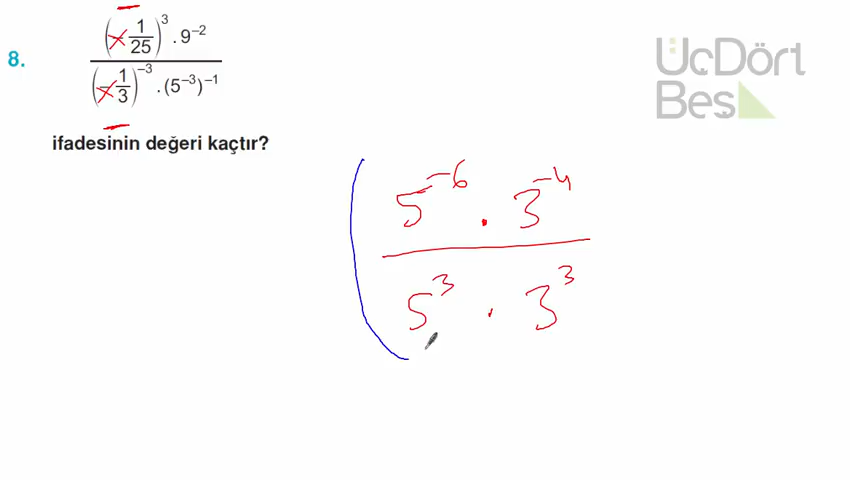 8.
(-1/25)^3 . 9^-2
(-1/3)^-3 . (5^-3)^-1
ifadesinin değeri kaçtır?
ÜçDört
Beş
5^-6 . 3^-4
5^3 . 3^3